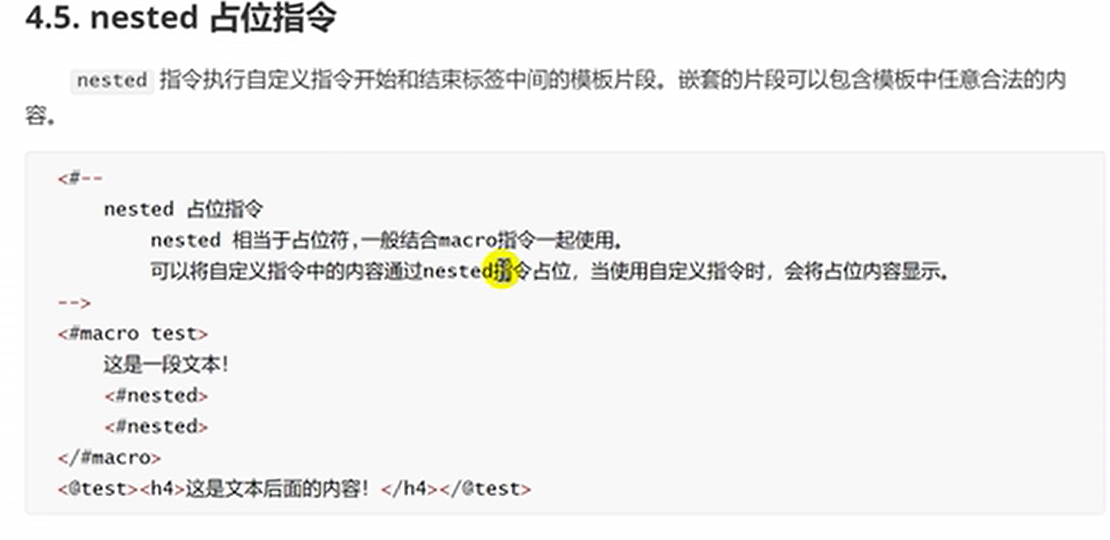 4.5. nested 占位指令
nested 指令执行自定义指令开始和结束标签中间的模板片段。嵌套的片段可以包含模板中任意合法的内
容。
<#--
nested 占位指令
nested 相当于占位符,一般结合macro指令一起使用。
可以将自定义指令中的内容通过nested指令占位，当使用自定义指令时，会将占位内容显示。
-->
<#macro test>
这是一段文本！
<#nested>
<#nested>
</#macro>
<@test><h4>这是文本后面的内容！</h4></@test>